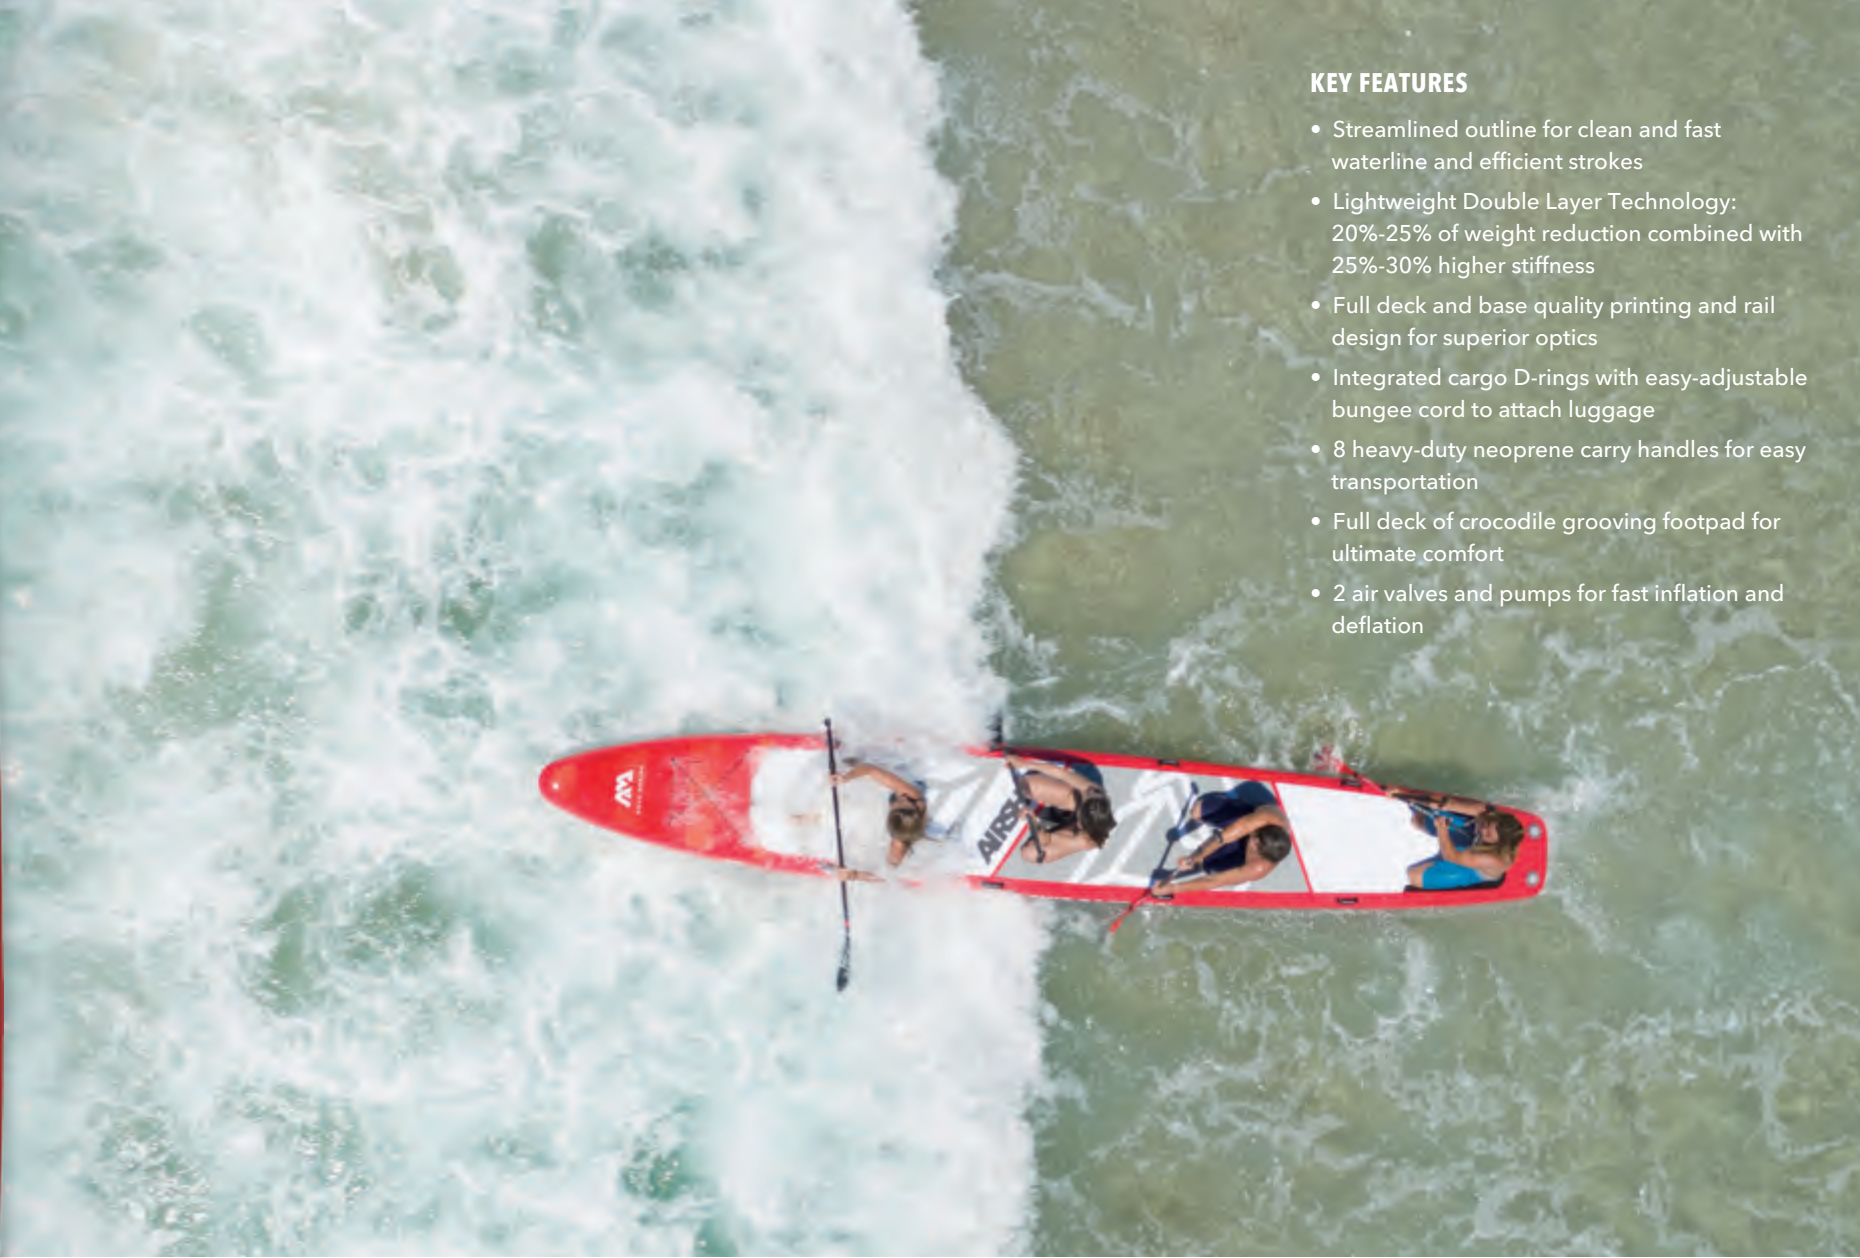 KEY FEATURES
• Streamlined outline for clean and fast
waterline and efficient strokes
• Lightweight Double Layer Technology:
20%-25% of weight reduction combined with
25%-30% higher stiffness
• Full deck and base quality printing and rail
design for superior optics
• Integrated cargo D-rings with easy-adjustable
bungee cord to attach luggage
• 8 heavy-duty neoprene carry handles for easy
transportation
• Full deck of crocodile grooving footpad for
ultimate comfort
• 2 air valves and pumps for fast inflation and
deflation